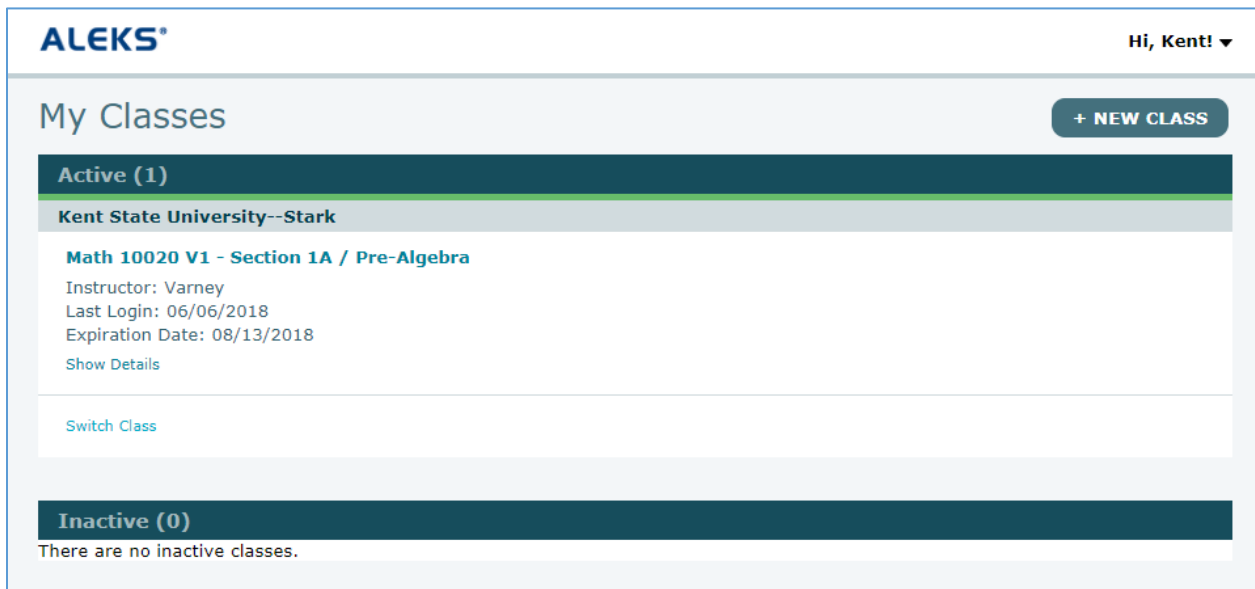 ALEKS®
Hi, Kent!
My Classes
+ NEW CLASS
Active (1)
Kent State University--Stark
Math 10020 V1 - Section 1A / Pre-Algebra
Instructor: Varney
Last Login: 06/06/2018
Expiration Date: 08/13/2018
Show Details
Switch Class
Inactive (0)
There are no inactive classes.